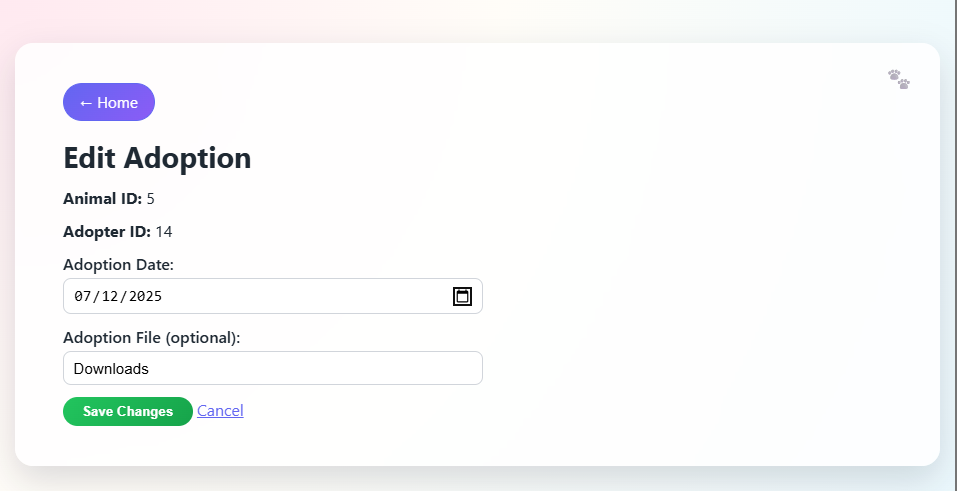 ← Home
Edit Adoption
Animal ID: 5
Adopter ID: 14
Adoption Date:
07/12/2025
Adoption File (optional):
Downloads
Save Changes Cancel